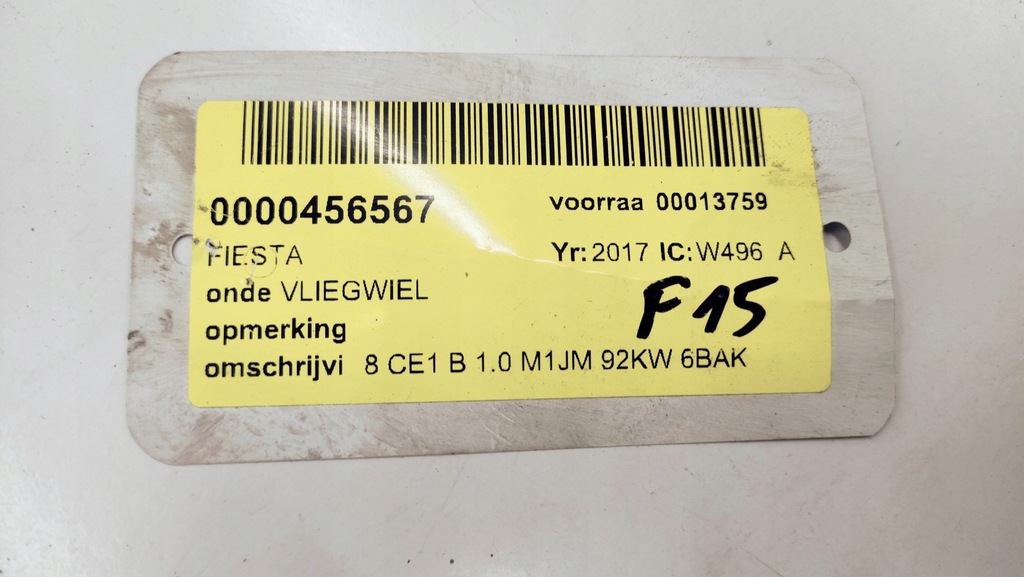 0000456567 voorraa 00013759
FIESTA Yr: 2017 IC: W496 A
onde VLIEGWIEL F15
opmerking
omschrijvi 8 CE1 B 1.0 M1JM 92KW 6BAK